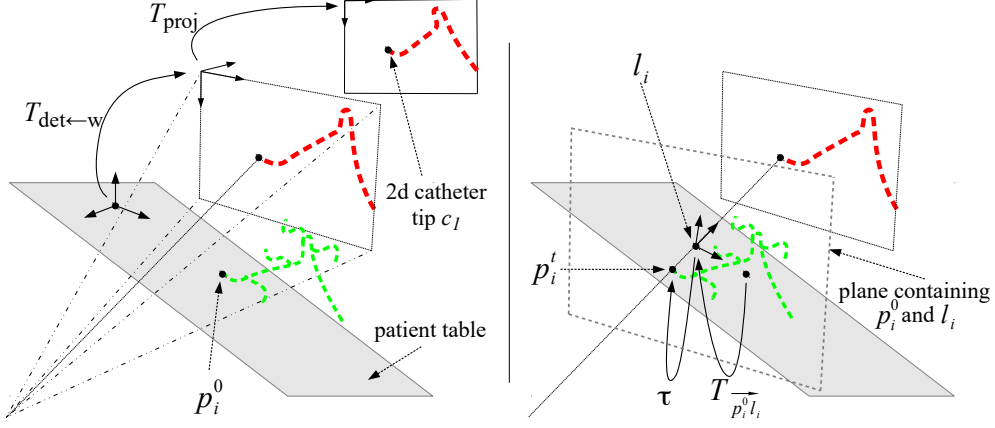 T_proj
T_det←w
2d catheter
tip c_1
patient table
p_i^0
l_i
p_i^t
plane containing
p_i^0 and l_i
τ
T_{\overrightarrow{p_i^0 l_i}}